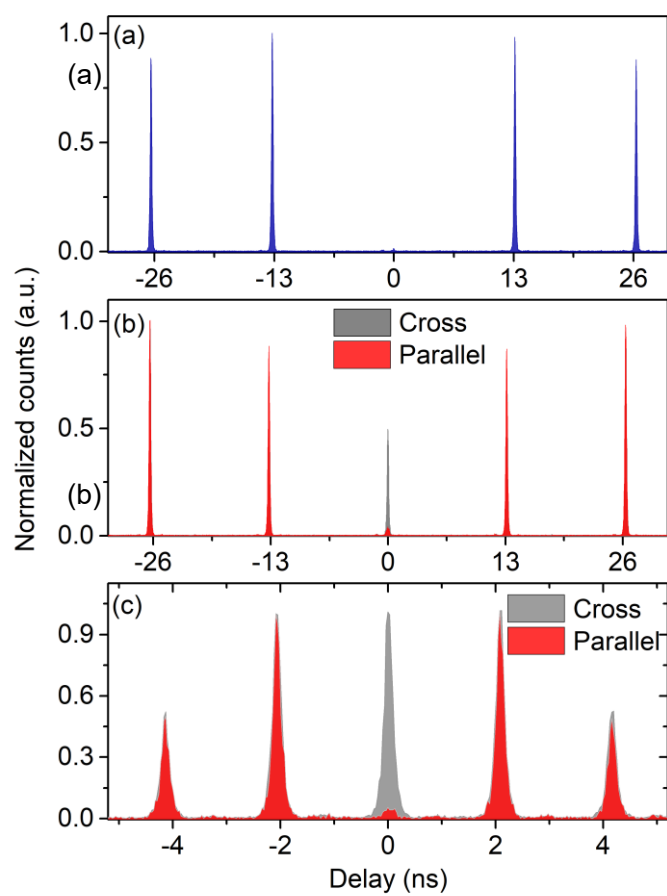 (a)
(a)
1.0
0.5
0.0
-26 -13 0 13 26
Normalized counts (a.u.)
(b)
(b)
Cross
Parallel
1.0
0.5
0.0
-26 -13 0 13 26
(c)
Cross
Parallel
0.9
0.6
0.3
0.0
-4 -2 0 2 4
Delay (ns)